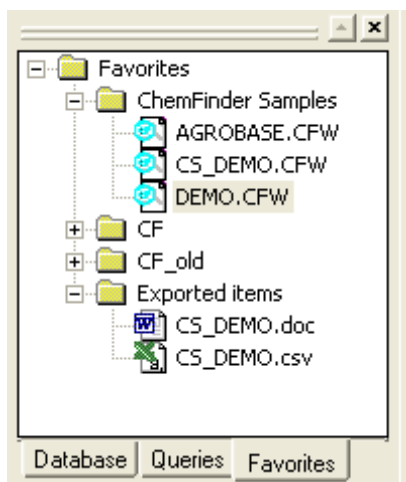 Favorites
ChemFinder Samples
AGROBASE.CFW
CS_DEMO.CFW
DEMO.CFW
CF
CF_old
Exported items
CS_DEMO.doc
CS_DEMO.csv
Database Queries Favorites